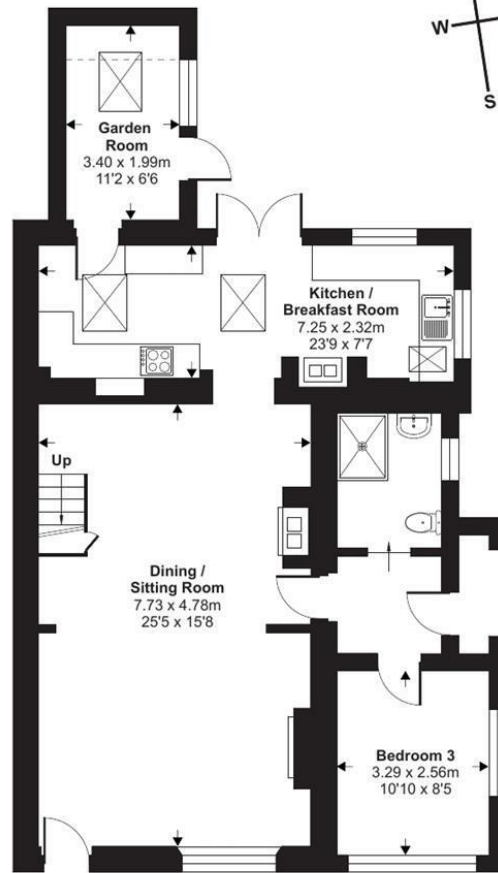 W
S
Garden
Room
3.40 x 1.99m
11'2 x 6'6
Kitchen /
Breakfast Room
7.25 x 2.32m
23'9 x 7'7
Up
Dining /
Sitting Room
7.73 x 4.78m
25'5 x 15'8
Bedroom 3
3.29 x 2.56m
10'10 x 8'5